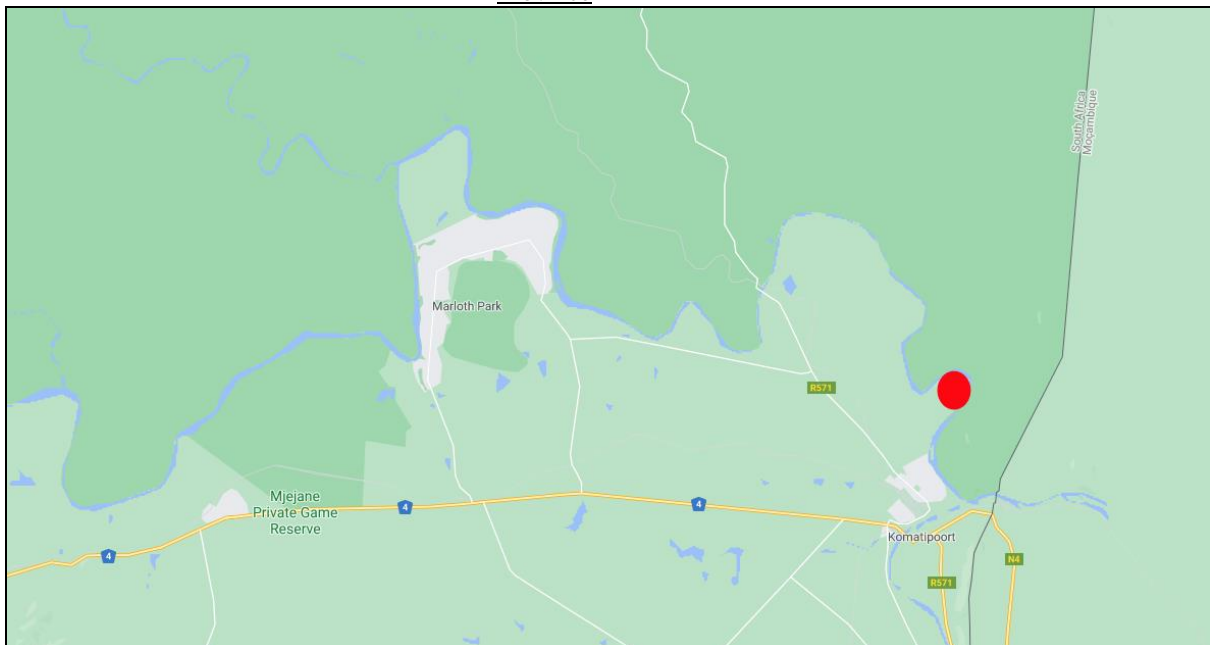 South Africa
Moçambique
Marloth Park
R571
Mjejane
Private Game
Reserve
4
4
4
Komatipoort
N4
R571